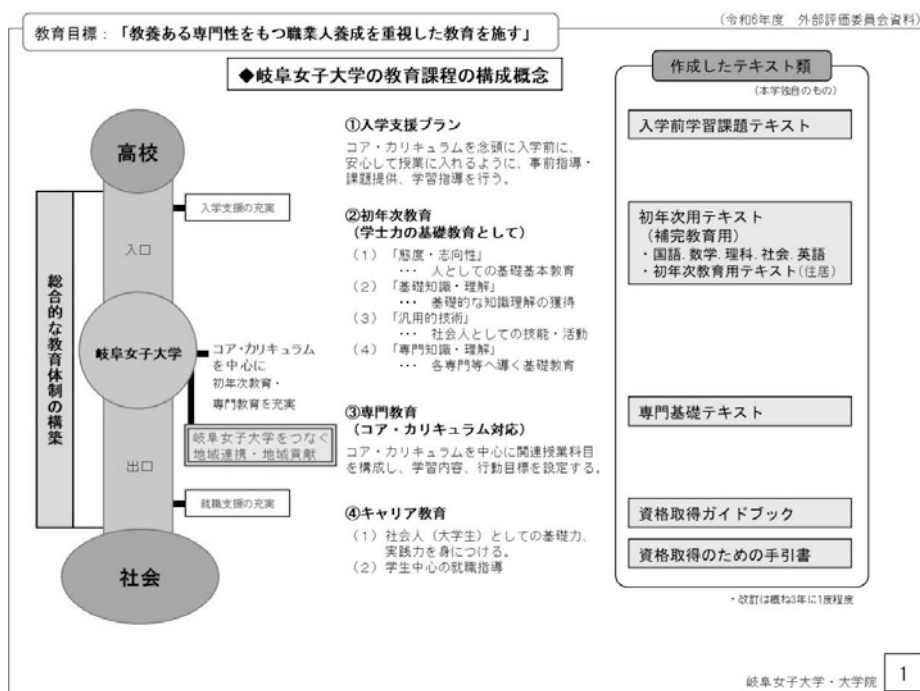 (令和6年度　外部評価委員会資料)
教育目標：「教養ある専門性をもつ職業人養成を重視した教育を施す」
◆岐阜女子大学の教育課程の構成概念
高校
入学支援の充実
入口
総合的な教育体制の構築
岐阜女子大学
コア・カリキュラム
を中心に
初年次教育・
専門教育を充実
岐阜女子大学をつなぐ
地域連携・地域貢献
出口
就職支援の充実
社会
①入学支援プラン
コア・カリキュラムを念頭に入学前に、
安心して授業に入れるように、事前指導・
課題提供、学習指導を行う。
②初年次教育
（学士力の基礎教育として）
（1）「態度・志向性」
… 人としての基礎基本教育
（2）「基礎知識・理解」
… 基礎的な知識理解の獲得
（3）「汎用的技術」
… 社会人としての技能・活動
（4）「専門知識・理解」
… 各専門等へ導く基礎教育
③専門教育
（コア・カリキュラム対応）
コア・カリキュラムを中心に関連授業科目
を構成し、学習内容、行動目標を設定する。
④キャリア教育
（1）社会人（大学生）としての基礎力、
実践力を身につける。
（2）学生中心の就職指導
作成したテキスト類
（本学独自のもの）
入学前学習課題テキスト
初年次用テキスト
（補完教育用）
・国語．数学．理科．社会．英語
・初年次教育用テキスト（住居）
専門基礎テキスト
資格取得ガイドブック
資格取得のための手引書
・改訂は概ね3年に1度程度
岐阜女子大学・大学院
1